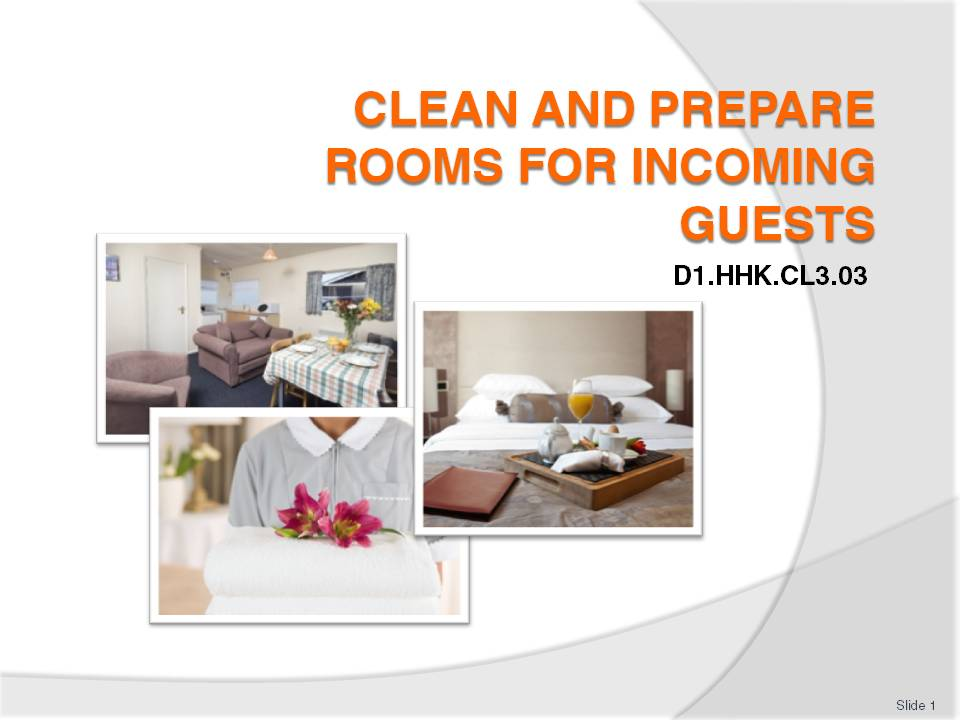 CLEAN AND PREPARE
ROOMS FOR INCOMING
GUESTS
D1.HHK.CL3.03
Slide 1